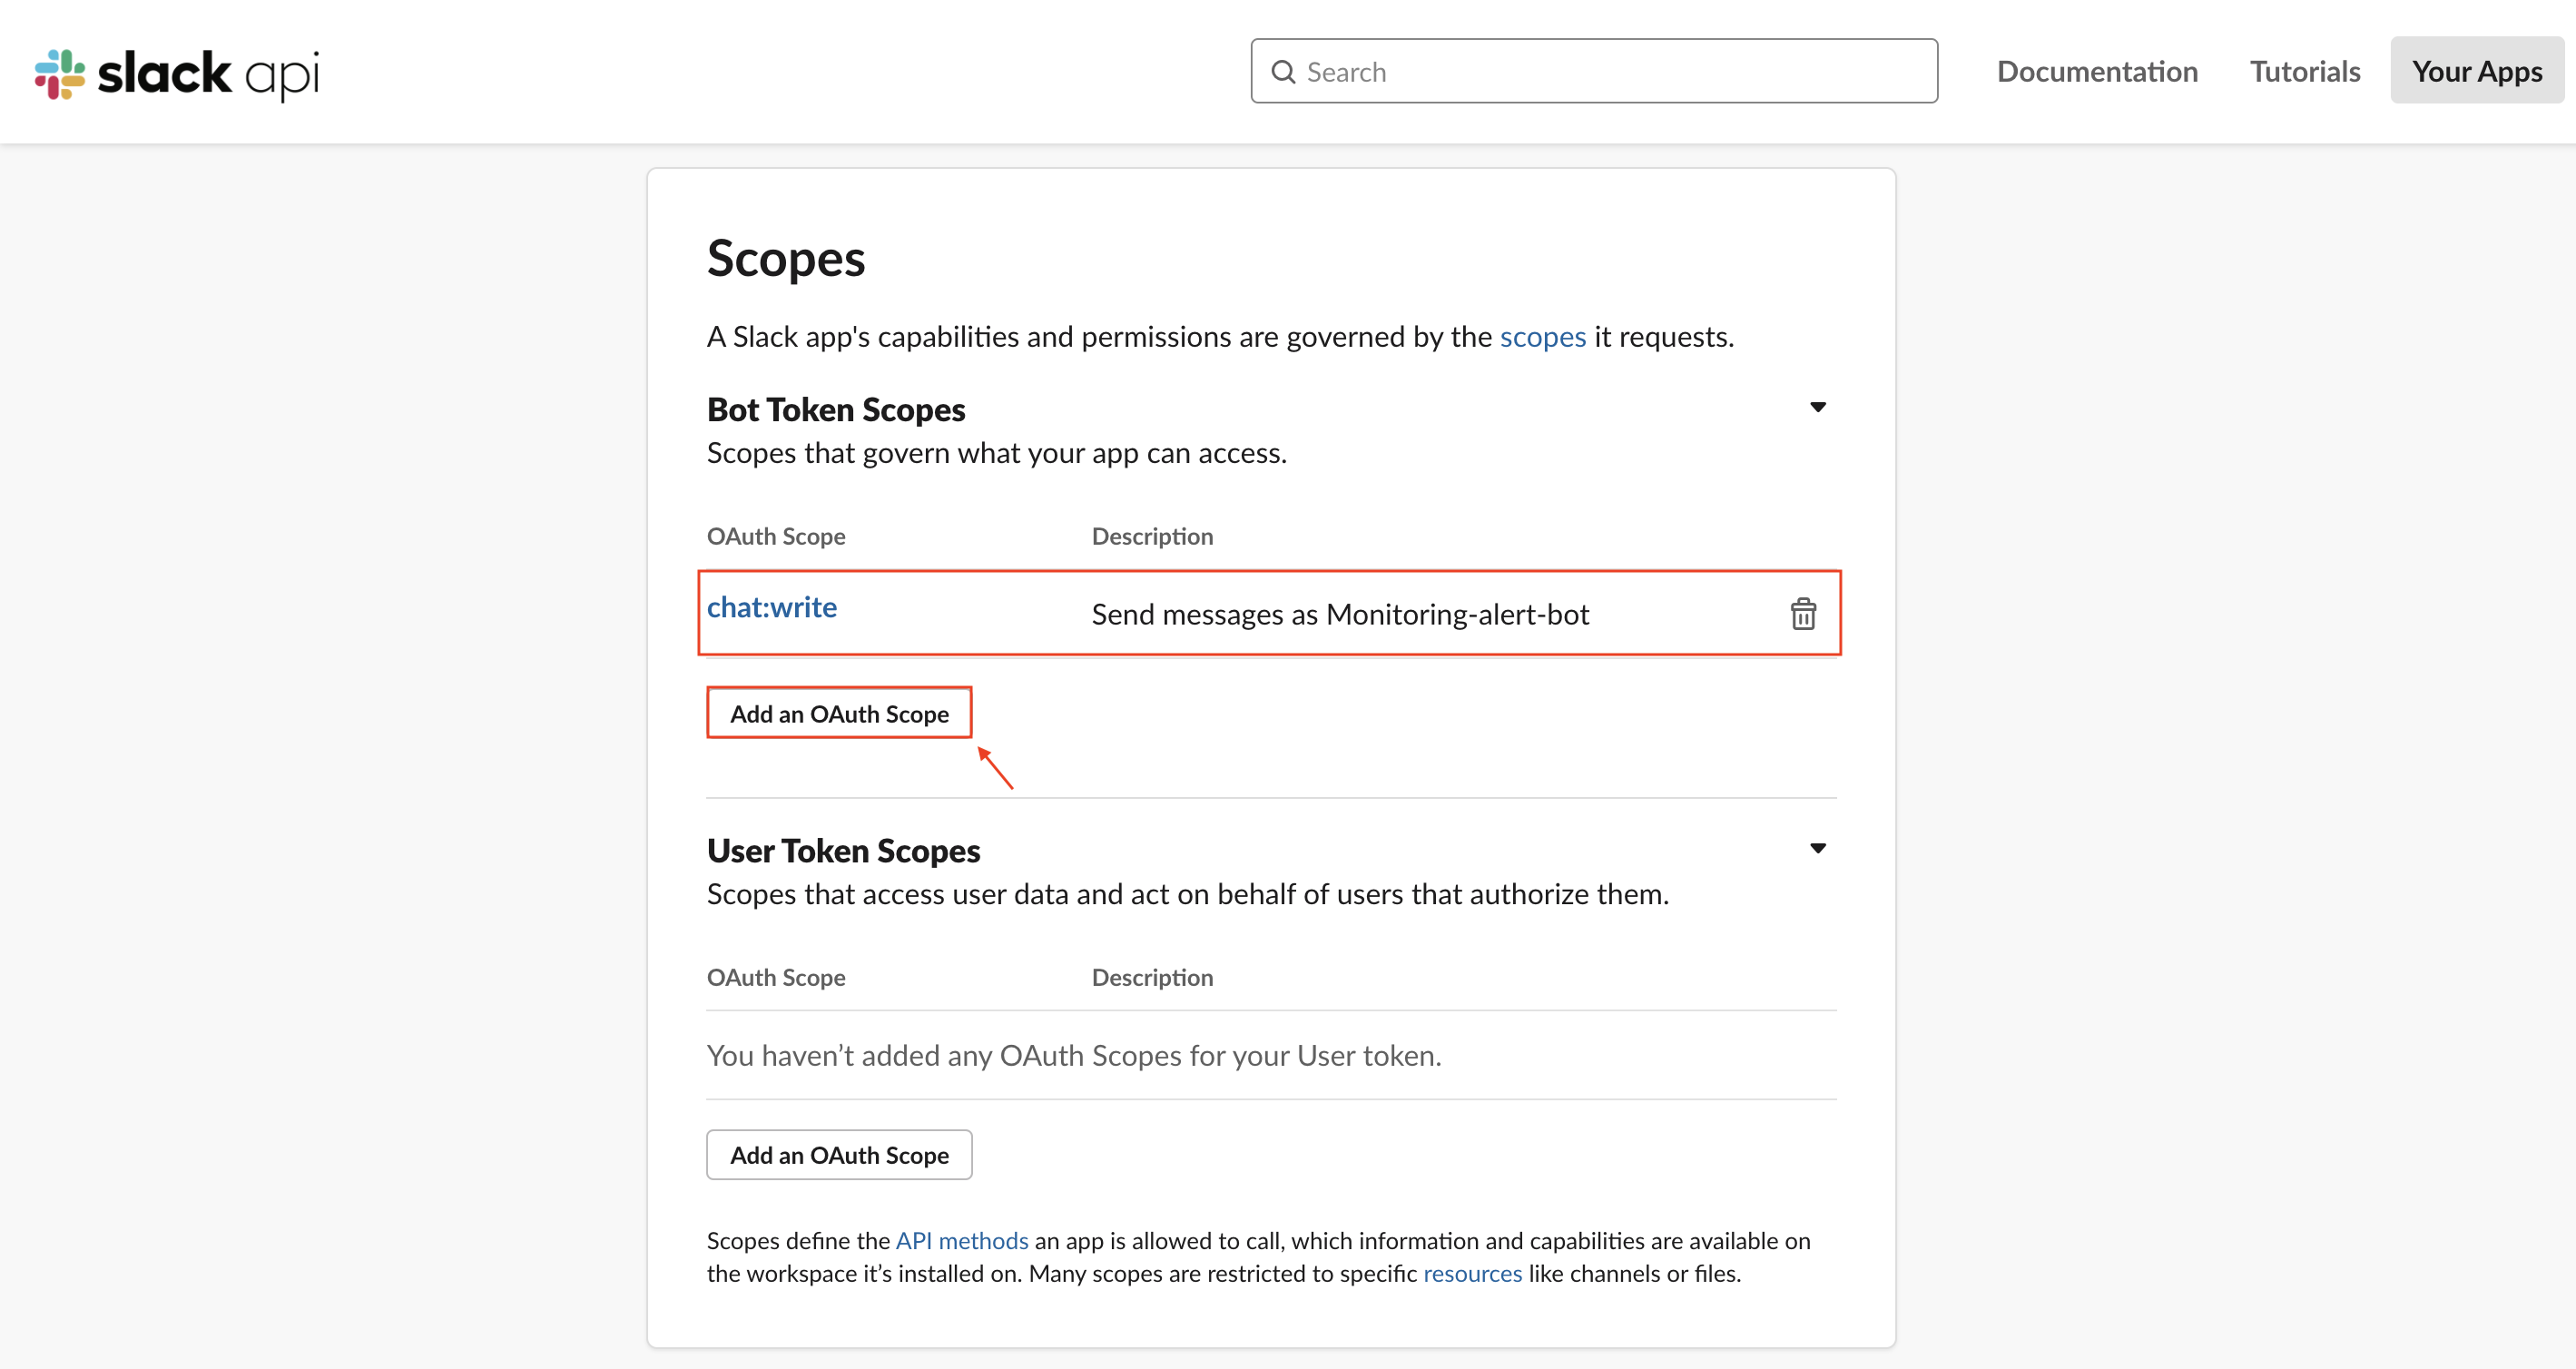 slack api
Search
Documentation
Tutorials
Your Apps
Scopes
A Slack app's capabilities and permissions are governed by the scopes it requests.
Bot Token Scopes
Scopes that govern what your app can access.
OAuth Scope
Description
chat:write
Send messages as Monitoring-alert-bot
Add an OAuth Scope
User Token Scopes
Scopes that access user data and act on behalf of users that authorize them.
OAuth Scope
Description
You haven’t added any OAuth Scopes for your User token.
Add an OAuth Scope
Scopes define the API methods an app is allowed to call, which information and capabilities are available on
the workspace it’s installed on. Many scopes are restricted to specific resources like channels or files.